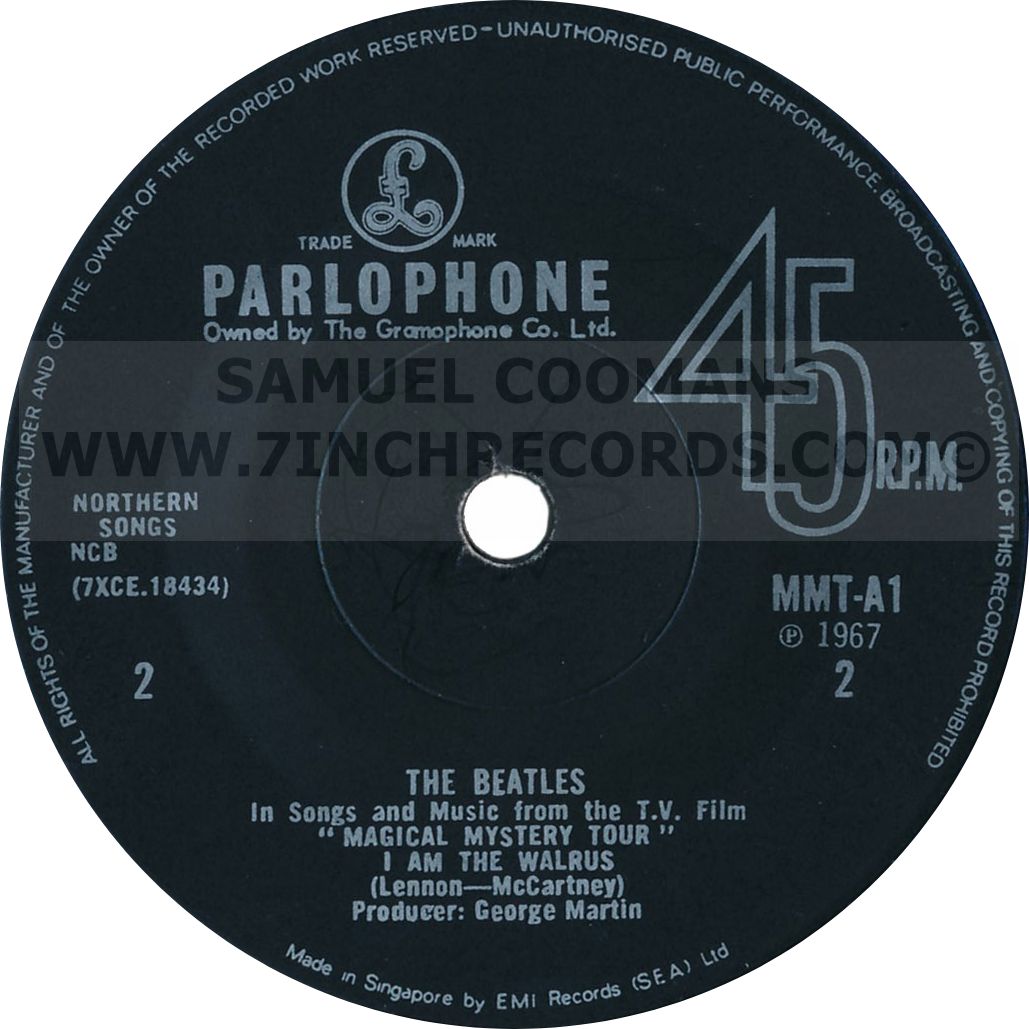 ALL RIGHTS OF THE MANUFACTURER AND OF THE OWNER OF THE RECORDED WORK RESERVED – UNAUTHORISED PUBLIC PERFORMANCE, BROADCASTING AND COPYING OF THIS RECORD PROHIBITED
£
TRADE MARK
PARLOPHONE
Owned by The Gramophone Co. Ltd.
45
R.P.M.
SAMUEL COOMANS
WWW.7INCHRECORDS.COM©
NORTHERN
SONGS
NCB
(7XCE.18434)
2
MMT-A1
℗ 1967
2
THE BEATLES
In Songs and Music from the T.V. Film
"MAGICAL MYSTERY TOUR"
I AM THE WALRUS
(Lennon—McCartney)
Producer: George Martin
Made in Singapore by EMI Records (SEA) Ltd